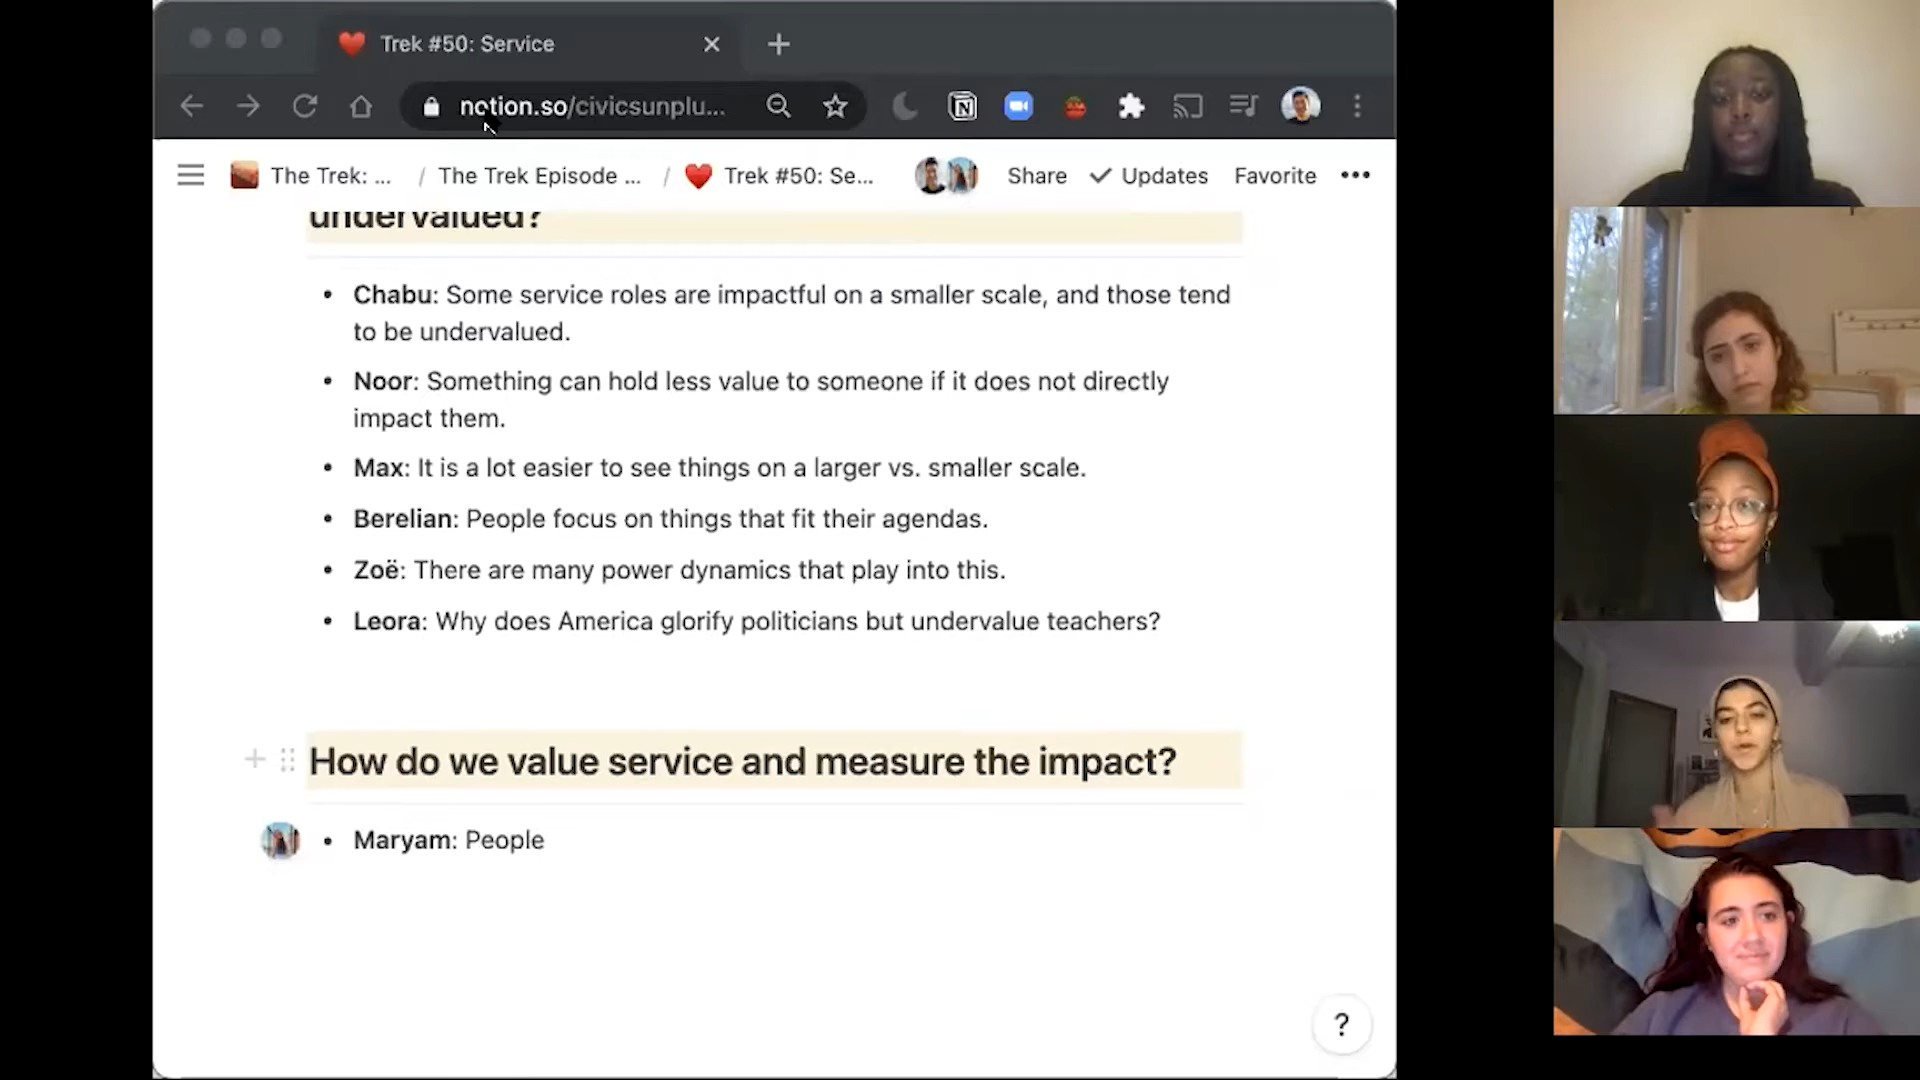 Trek #50: Service
notion.so/civicsunplu...
The Trek: ... / The Trek Episode ... / Trek #50: Se... Share Updates Favorite
undervalued?
• Chabu: Some service roles are impactful on a smaller scale, and those tend
to be undervalued.
• Noor: Something can hold less value to someone if it does not directly
impact them.
• Max: It is a lot easier to see things on a larger vs. smaller scale.
• Berelian: People focus on things that fit their agendas.
• Zoë: There are many power dynamics that play into this.
• Leora: Why does America glorify politicians but undervalue teachers?
How do we value service and measure the impact?
• Maryam: People
?